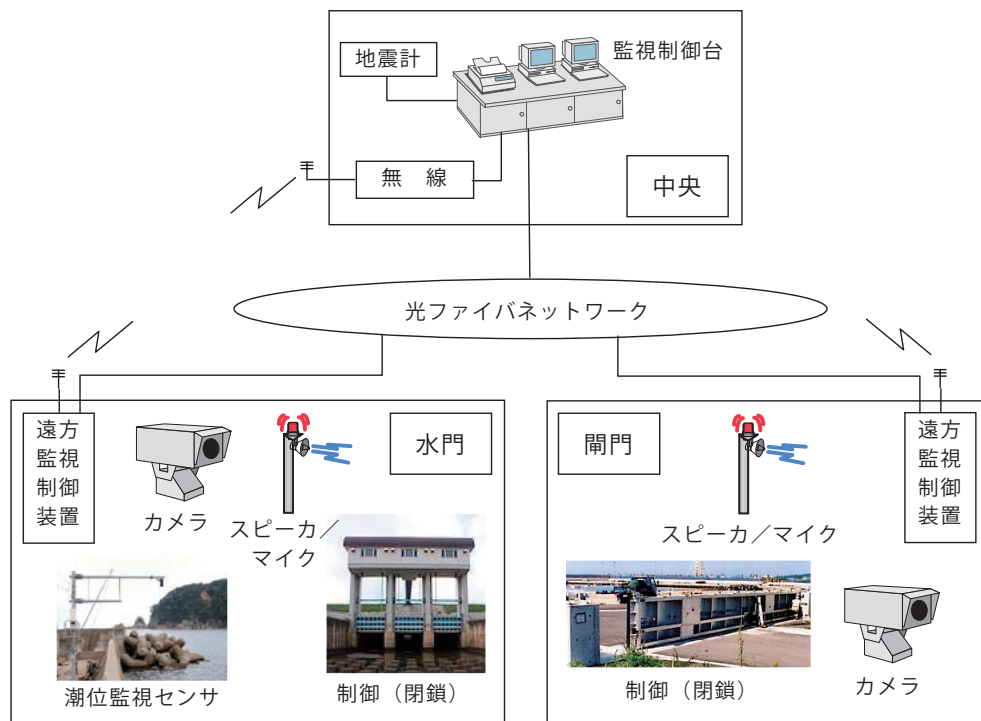 地震計
監視制御台
無 線
中央
光ファイバネットワーク
遠方
監視
制御
装置
カメラ
スピーカ／
マイク
水門
潮位監視センサ
制御（閉鎖）
閘門
スピーカ／マイク
遠方
監視
制御
装置
制御（閉鎖）
カメラ